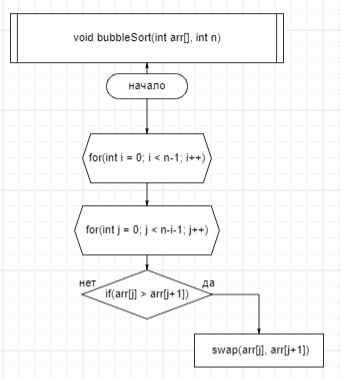 void bubbleSort(int arr[], int n)
начало
for(int i = 0; i < n-1; i++)
for(int j = 0; j < n-i-1; j++)
нет
да
if(arr[j] > arr[j+1])
swap(arr[j], arr[j+1])